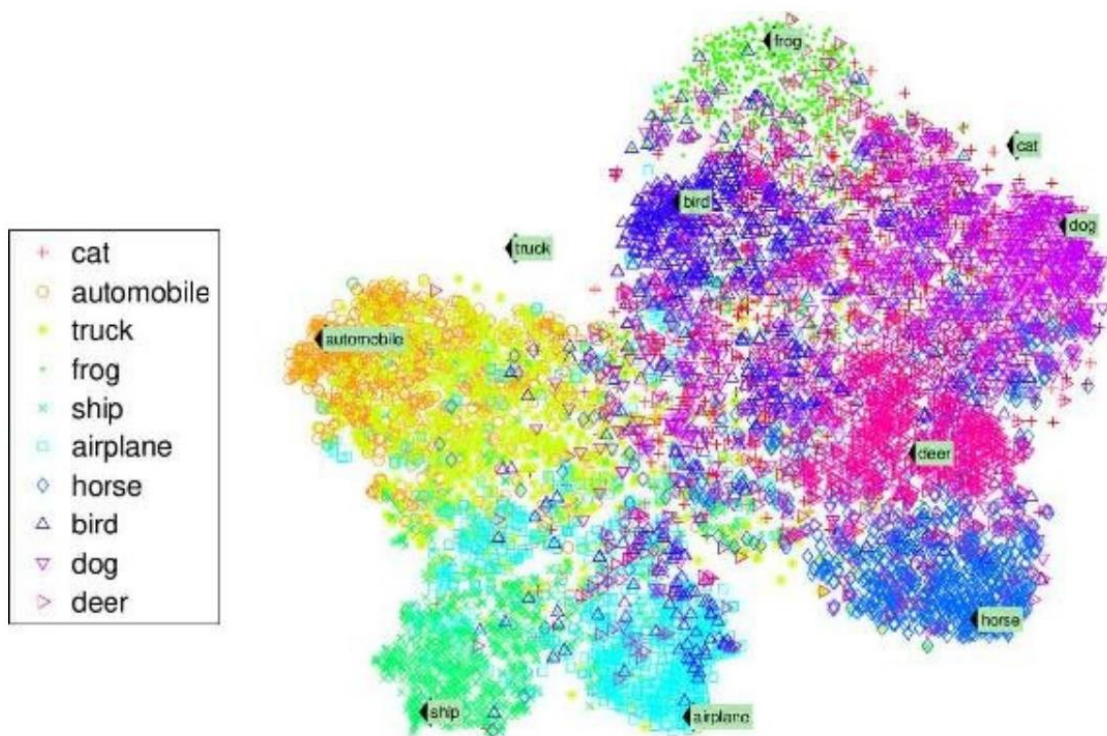 frog
cat
bird
dog
truck
cat
automobile
truck
frog
ship
airplane
horse
bird
dog
deer
automobile
deer
horse
ship
airplane